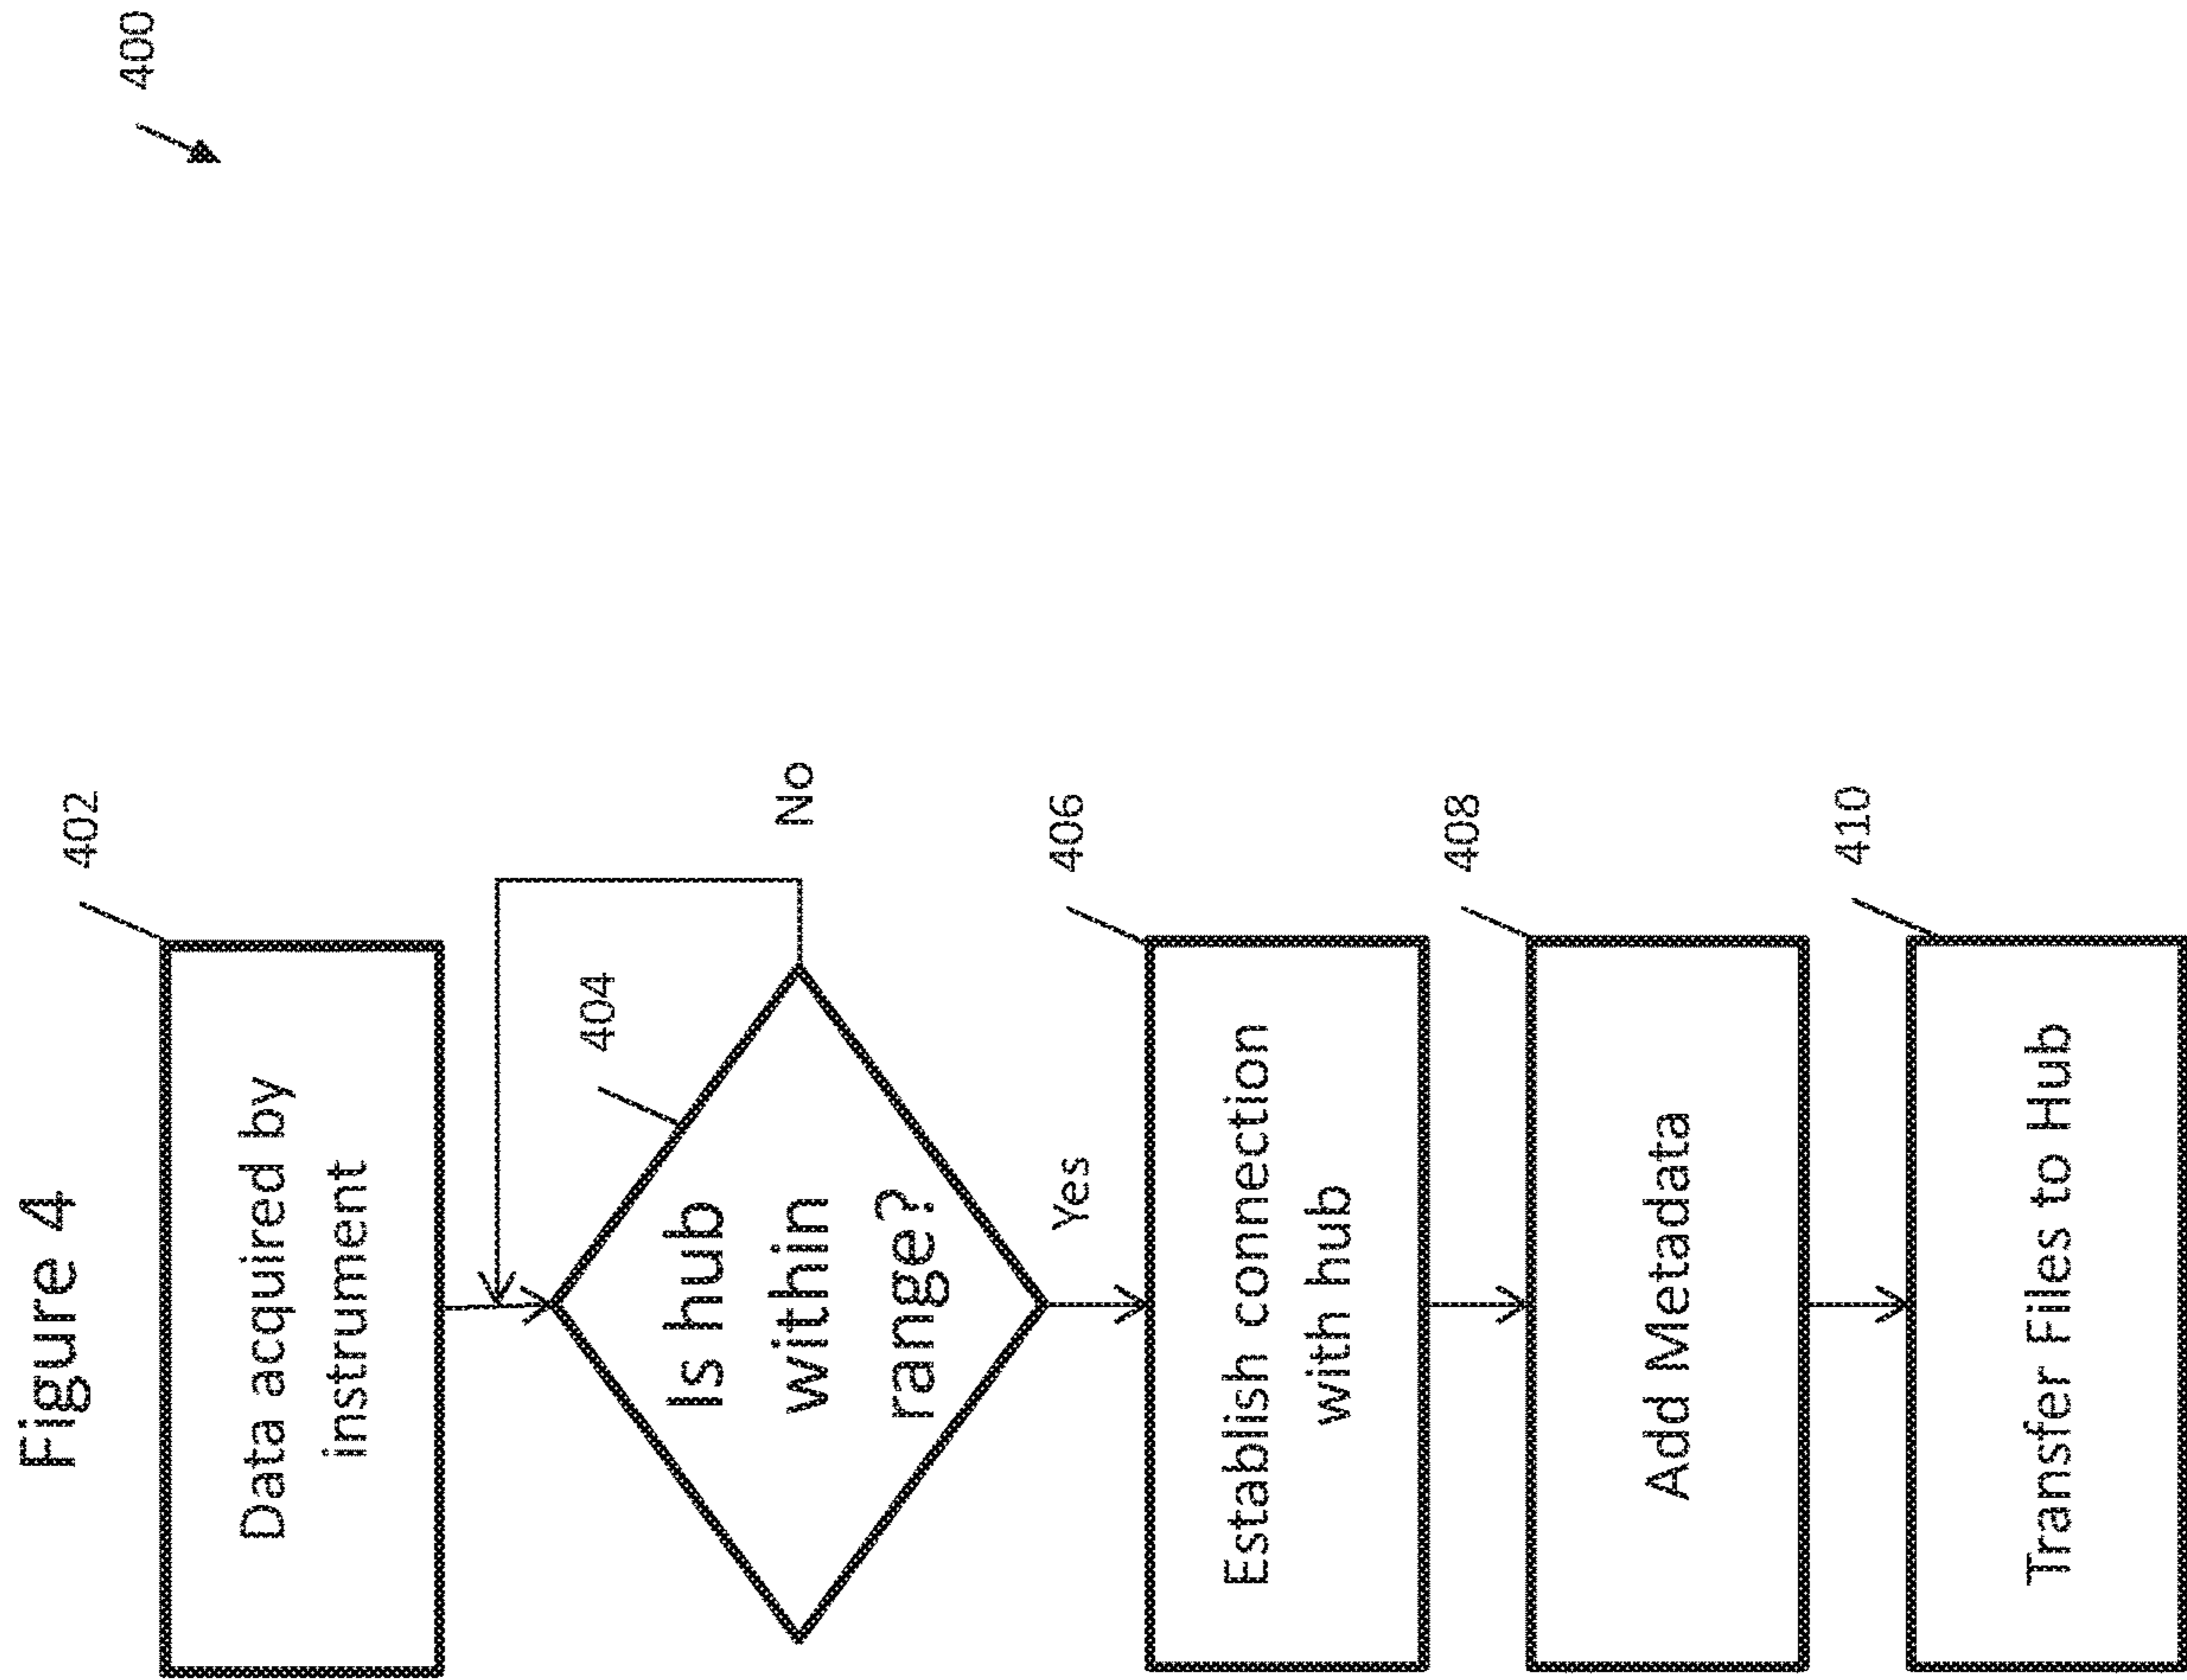 Figure 4
400
402
Data acquired by
instrument
404
Is hub
within
range?
No
Yes
406
Establish connection
with hub
408
Add Metadata
410
Transfer Files to Hub